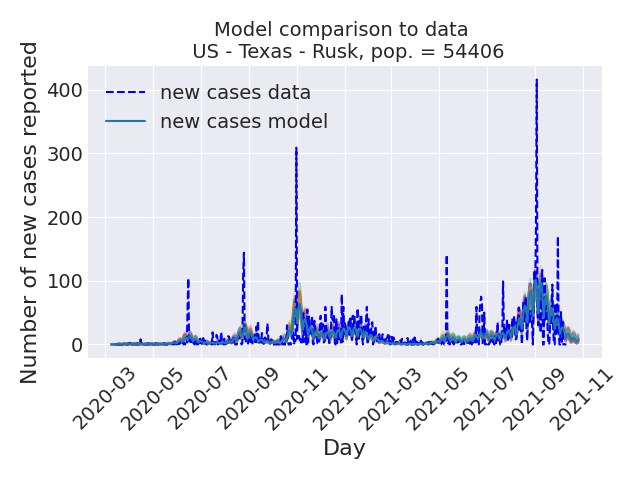 Model comparison to data
US - Texas - Rusk, pop. = 54406
Number of new cases reported
400
300
200
100
0
new cases data
new cases model
2020-03
2020-05
2020-07
2020-09
2020-11
2021-01
2021-03
2021-05
2021-07
2021-09
2021-11
Day